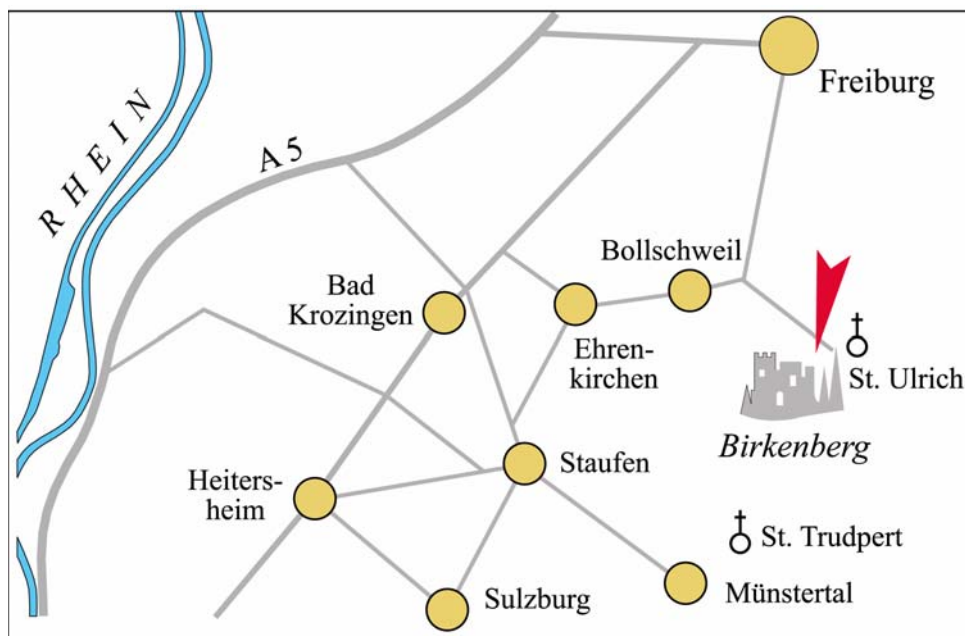 Freiburg
RHEIN
A 5
Bollschweil
Bad
Krozingen
Ehren-
kirchen
St. Ulrich
Birkenberg
Staufen
Heiters-
heim
St. Trudpert
Sulzburg
Münstertal